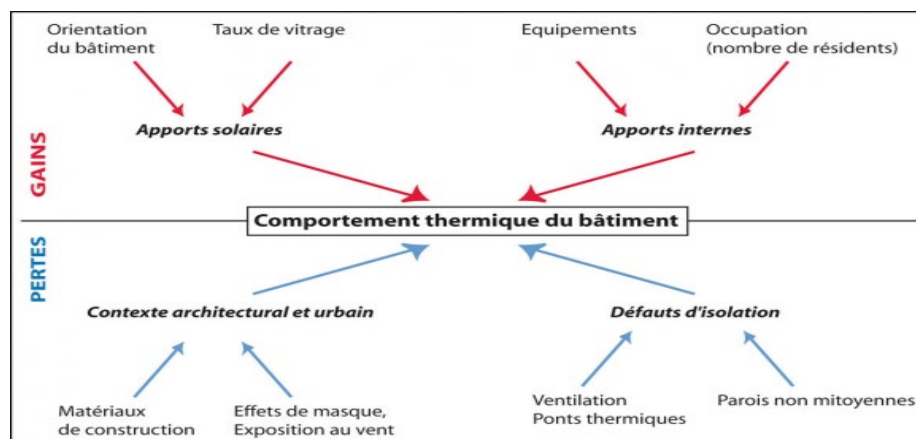 Orientation
du bâtiment
Taux de vitrage
Equipements
Occupation
(nombre de résidents)
Apports solaires
Apports internes
GAINS
Comportement thermique du bâtiment
PERTES
Contexte architectural et urbain
Défauts d'isolation
Matériaux
de construction
Effets de masque,
Exposition au vent
Ventilation
Ponts thermiques
Parois non mitoyennes